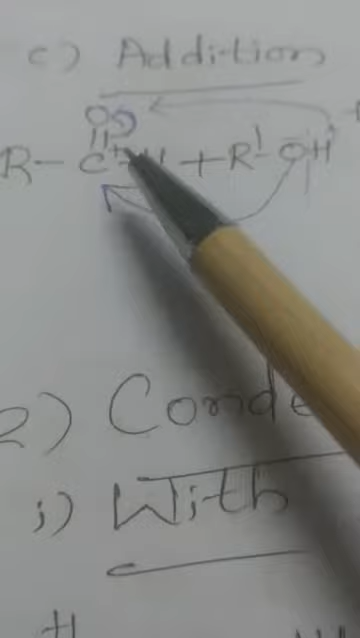 c) Addition
O
R-C-H + R'-OH
2) Conde
i) With